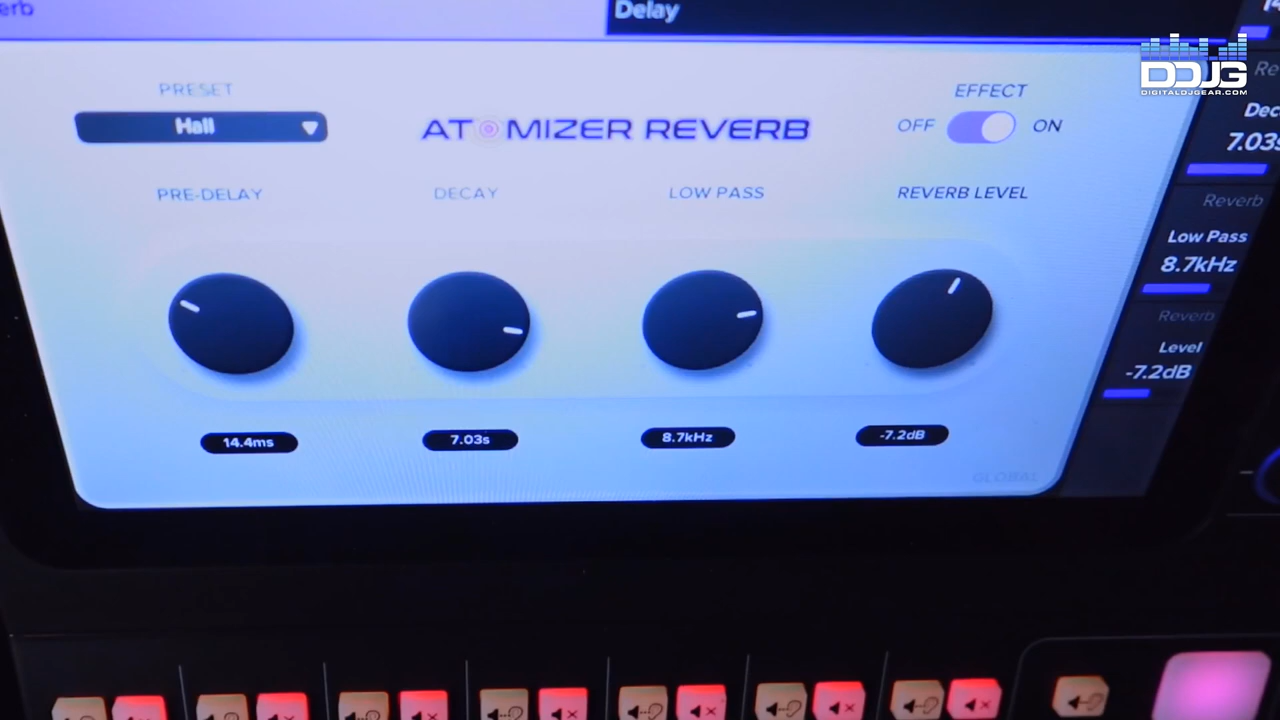 erb
Delay
DDJG
DIGITALDJGEAR.COM
PRESET
Hall
ATOMIZER REVERB
EFFECT
OFF
ON
PRE-DELAY
DECAY
LOW PASS
REVERB LEVEL
14.4ms
7.03s
8.7kHz
-7.2dB
GLOBAL
Re
Dec
7.03s
Reverb
Low Pass
8.7kHz
Reverb
Level
-7.2dB